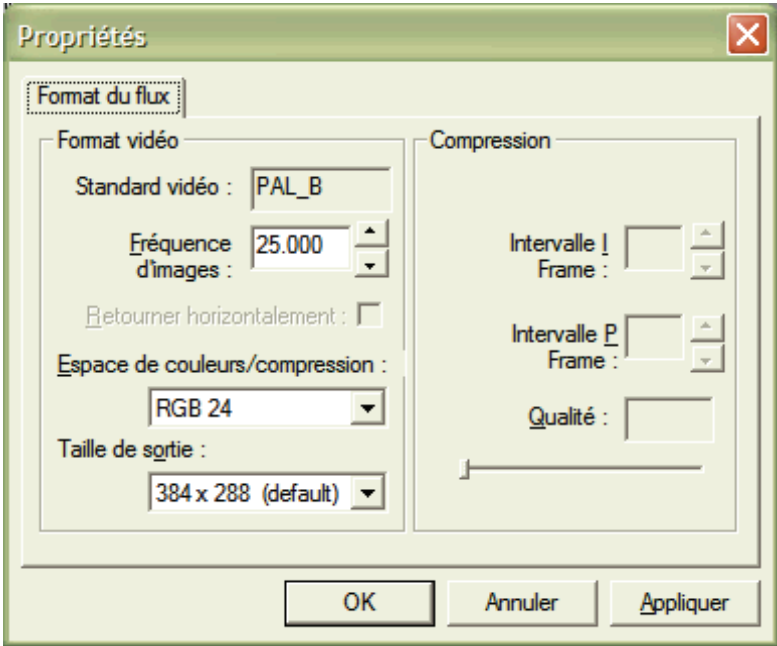 Propriétés
Format du flux
Format vidéo
Standard vidéo : PAL_B
Fréquence
d'images : 25.000
Retourner horizontalement :
Espace de couleurs/compression :
RGB 24
Taille de sortie :
384 x 288 (default)
Compression
Intervalle I
Frame :
Intervalle P
Frame :
Qualité :
OK
Annuler
Appliquer